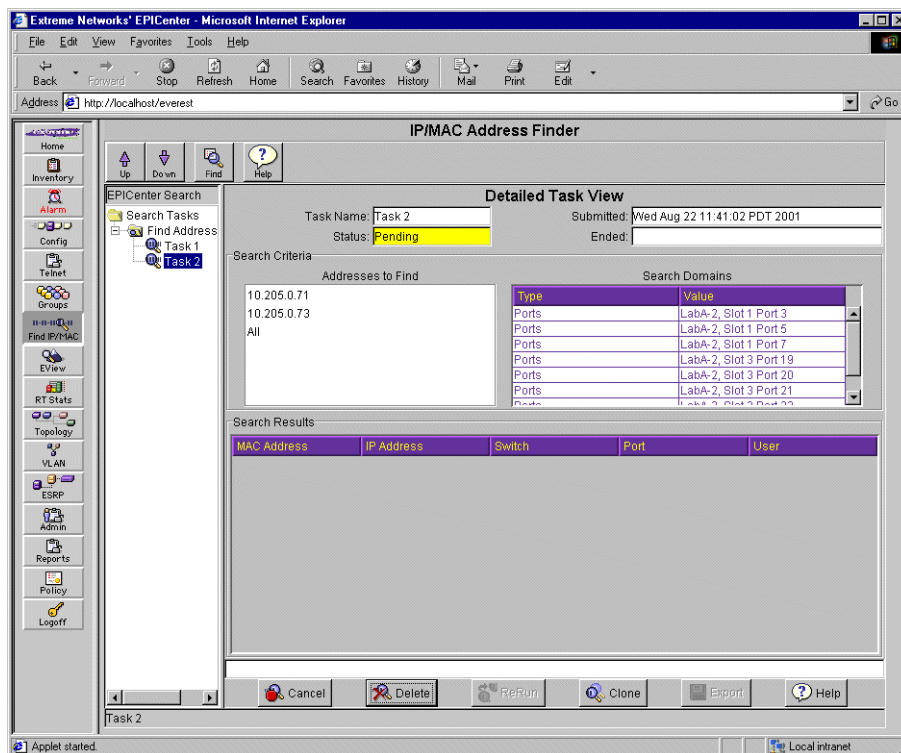 Extreme Networks' EPICenter - Microsoft Internet Explorer
File Edit View Favorites Tools Help
Back Forward Stop Refresh Home Search Favorites History Mail Print Edit
Address http://localhost/everest Go
IP/MAC Address Finder
Home
Inventory
Alarm
Config
Telnet
Groups
Find IP/MAC
EView
RT Stats
Topology
VLAN
ESRP
Admin
Reports
Policy
Logoff
Up Down Find Help
EPICenter Search
Search Tasks
Find Address
Task 1
Task 2
Detailed Task View
Task Name: Task 2 Submitted: Wed Aug 22 11:41:02 PDT 2001
Status: Pending Ended:
Search Criteria
Addresses to Find
10.205.0.71
10.205.0.73
All
Search Domains
Type Value
Ports LabA-2, Slot 1 Port 3
Ports LabA-2, Slot 1 Port 5
Ports LabA-2, Slot 1 Port 7
Ports LabA-2, Slot 3 Port 19
Ports LabA-2, Slot 3 Port 20
Ports LabA-2, Slot 3 Port 21
Ports LabA-2, Slot 3 Port 22
Search Results
MAC Address IP Address Switch Port User
Cancel Delete ReRun Clone Export Help
Task 2
Applet started. Local intranet